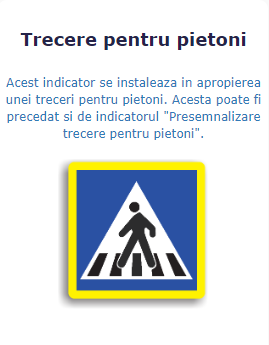 Trecere pentru pietoni
Acest indicator se instaleaza in apropierea
unei treceri pentru pietoni. Acesta poate fi
precedat si de indicatorul "Presemnalizare
trecere pentru pietoni".